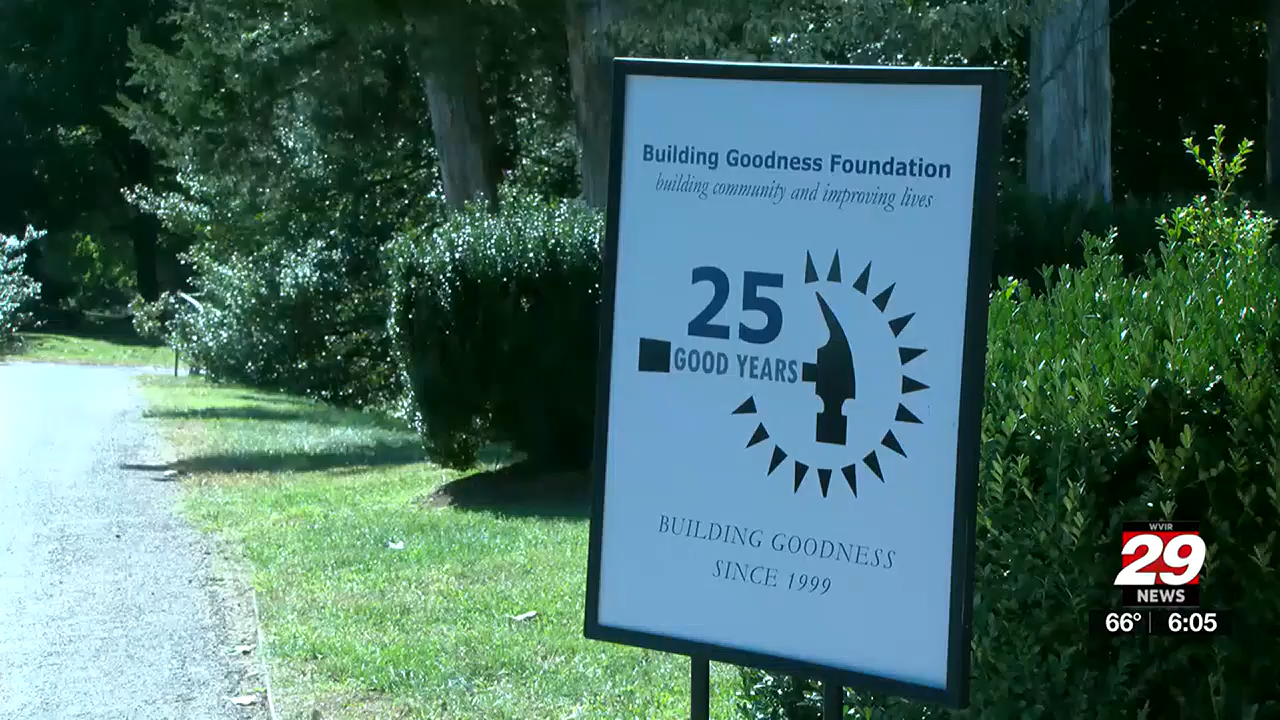 Building Goodness Foundation
building community and improving lives
25
GOOD YEARS
BUILDING GOODNESS
SINCE 1999
WVIR
29
NEWS
66° 6:05